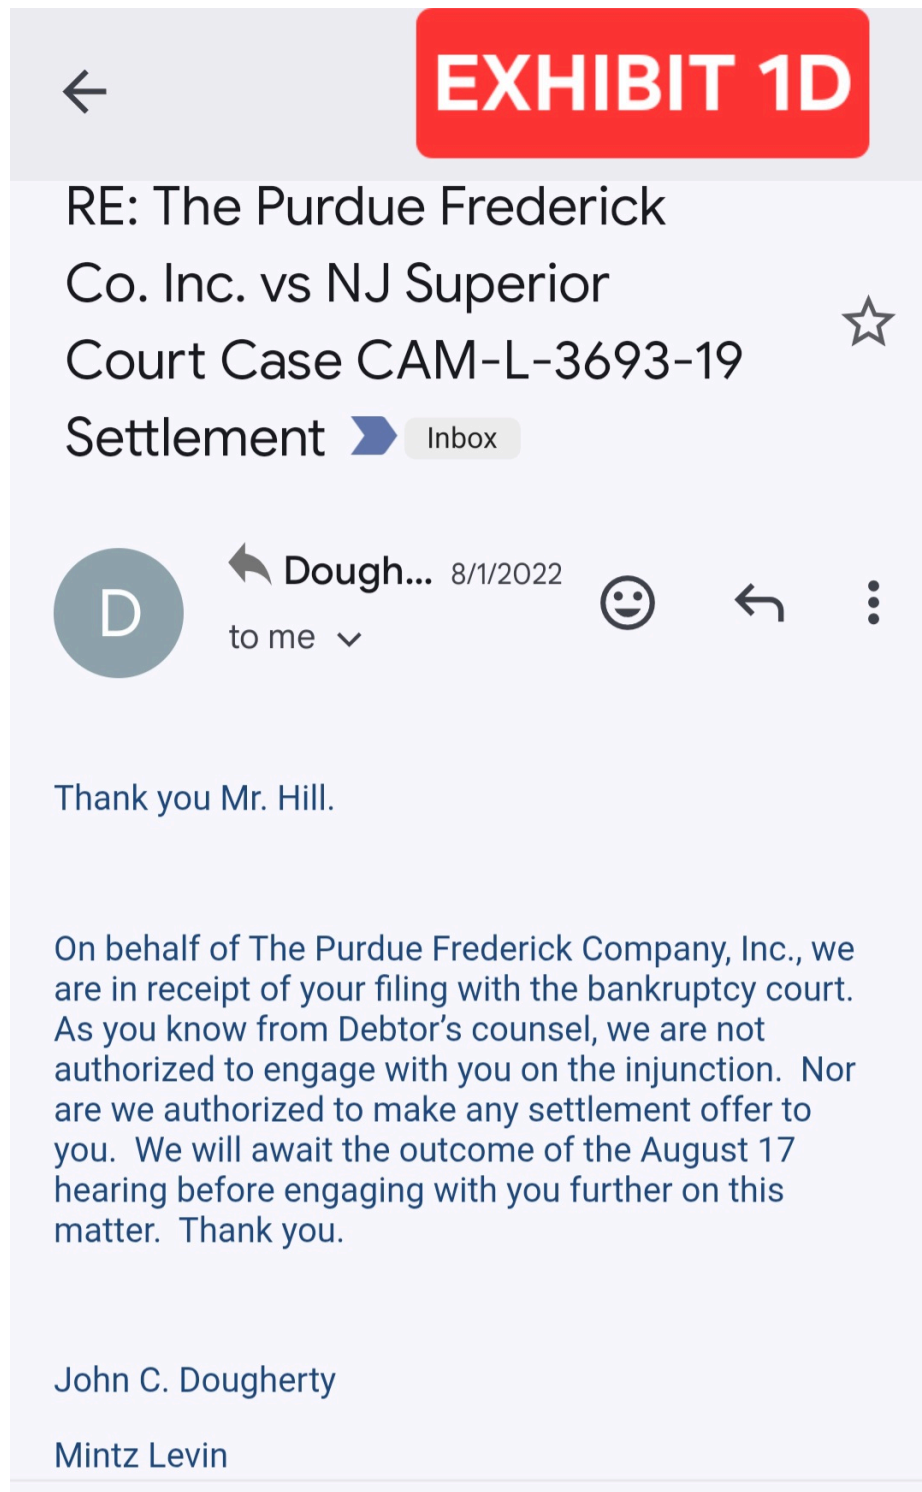 EXHIBIT 1D
RE: The Purdue Frederick
Co. Inc. vs NJ Superior
Court Case CAM-L-3693-19
Settlement Inbox
Dough... 8/1/2022
D
to me
Thank you Mr. Hill.
On behalf of The Purdue Frederick Company, Inc., we
are in receipt of your filing with the bankruptcy court.
As you know from Debtor’s counsel, we are not
authorized to engage with you on the injunction.  Nor
are we authorized to make any settlement offer to
you.  We will await the outcome of the August 17
hearing before engaging with you further on this
matter.  Thank you.
John C. Dougherty
Mintz Levin